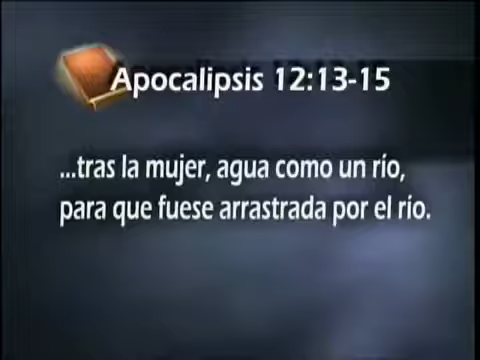 Apocalipsis 12:13-15
...tras la mujer, agua como un río,
para que fuese arrastrada por el río.